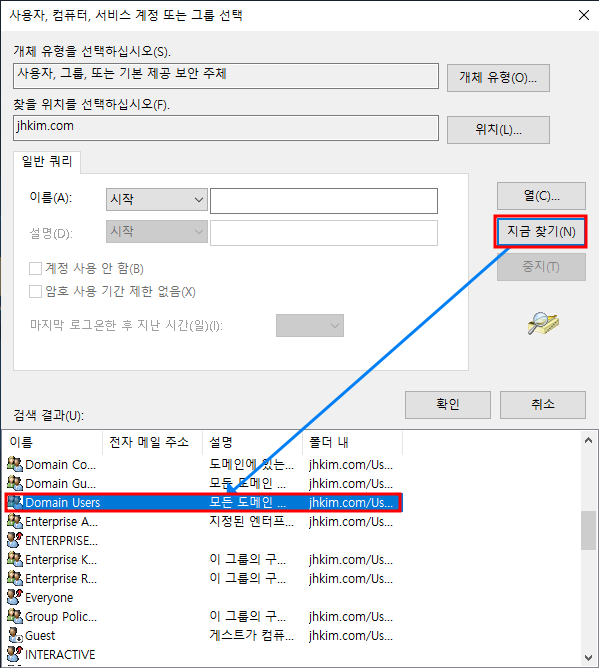 사용자, 컴퓨터, 서비스 계정 또는 그룹 선택
개체 유형을 선택하십시오(S).
사용자, 그룹, 또는 기본 제공 보안 주체
개체 유형(O)...
찾을 위치를 선택하십시오(F).
jhkim.com
위치(L)...
일반 쿼리
이름(A): 시작
열(C)...
설명(D): 시작
지금 찾기(N)
계정 사용 안 함(B)
중지(T)
암호 사용 기간 제한 없음(X)
마지막 로그온한 후 지난 시간(일)(I):
확인 취소
검색 결과(U):
이름 전자 메일 주소 설명 폴더 내
Domain Co... 도메인에 있는... jhkim.com/Us...
Domain Gu... 모든 도메인 ... jhkim.com/Us...
Domain Users 모든 도메인 ... jhkim.com/Us...
Enterprise A... 지정된 엔터프... jhkim.com/Us...
ENTERPRISE...
Enterprise K... 이 그룹의 구... jhkim.com/Us...
Enterprise R... 이 그룹의 구... jhkim.com/Us...
Everyone
Group Polic... 이 그룹의 구... jhkim.com/Us...
Guest 게스트가 컴퓨... jhkim.com/Us...
INTERACTIVE